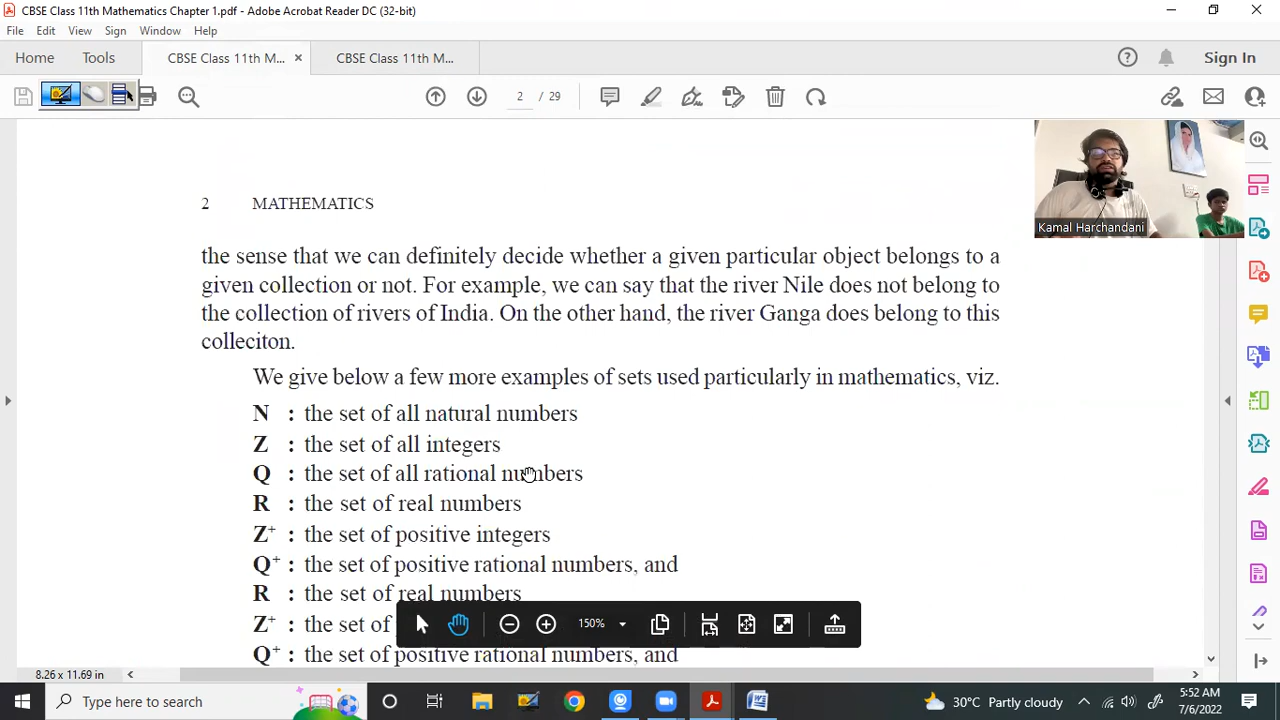 CBSE Class 11th Mathematics Chapter 1.pdf - Adobe Acrobat Reader DC (32-bit)
File Edit View Sign Window Help
Home Tools CBSE Class 11th M... × CBSE Class 11th M... Sign In
2 / 29
Kamal Harchandani
2 MATHEMATICS
the sense that we can definitely decide whether a given particular object belongs to a
given collection or not. For example, we can say that the river Nile does not belong to
the collection of rivers of India. On the other hand, the river Ganga does belong to this
colleciton.
We give below a few more examples of sets used particularly in mathematics, viz.
N : the set of all natural numbers
Z : the set of all integers
Q : the set of all rational numbers
R : the set of real numbers
Z⁺ : the set of positive integers
Q⁺ : the set of positive rational numbers, and
R : the set of real numbers
Z⁺ : the set of
150%
Q⁺ : the set of positive rational numbers, and
8.26 x 11.69 in
Type here to search
30°C Partly cloudy
5:52 AM
7/6/2022